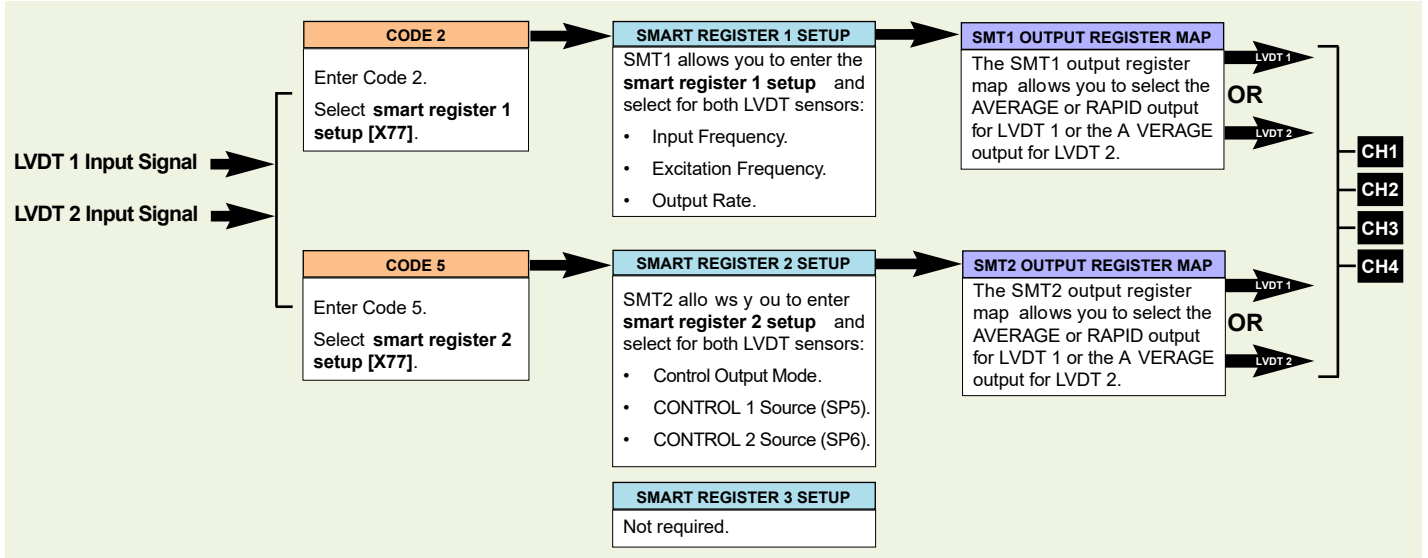 LVDT 1 Input Signal
LVDT 2 Input Signal
CODE 2
Enter Code 2.
Select smart register 1
setup [X77].
SMART REGISTER 1 SETUP
SMT1 allows you to enter the
smart register 1 setup and
select for both LVDT sensors:
• Input Frequency.
• Excitation Frequency.
• Output Rate.
SMT1 OUTPUT REGISTER MAP
The SMT1 output register
map allows you to select the
AVERAGE or RAPID output
for LVDT 1 or the A VERAGE
output for LVDT 2.
LVDT 1
OR
LVDT 2
CODE 5
Enter Code 5.
Select smart register 2
setup [X77].
SMART REGISTER 2 SETUP
SMT2 allo ws y ou to enter
smart register 2 setup and
select for both LVDT sensors:
• Control Output Mode.
• CONTROL 1 Source (SP5).
• CONTROL 2 Source (SP6).
SMT2 OUTPUT REGISTER MAP
The SMT2 output register
map allows you to select the
AVERAGE or RAPID output
for LVDT 1 or the A VERAGE
output for LVDT 2.
LVDT 1
OR
LVDT 2
CH1
CH2
CH3
CH4
SMART REGISTER 3 SETUP
Not required.